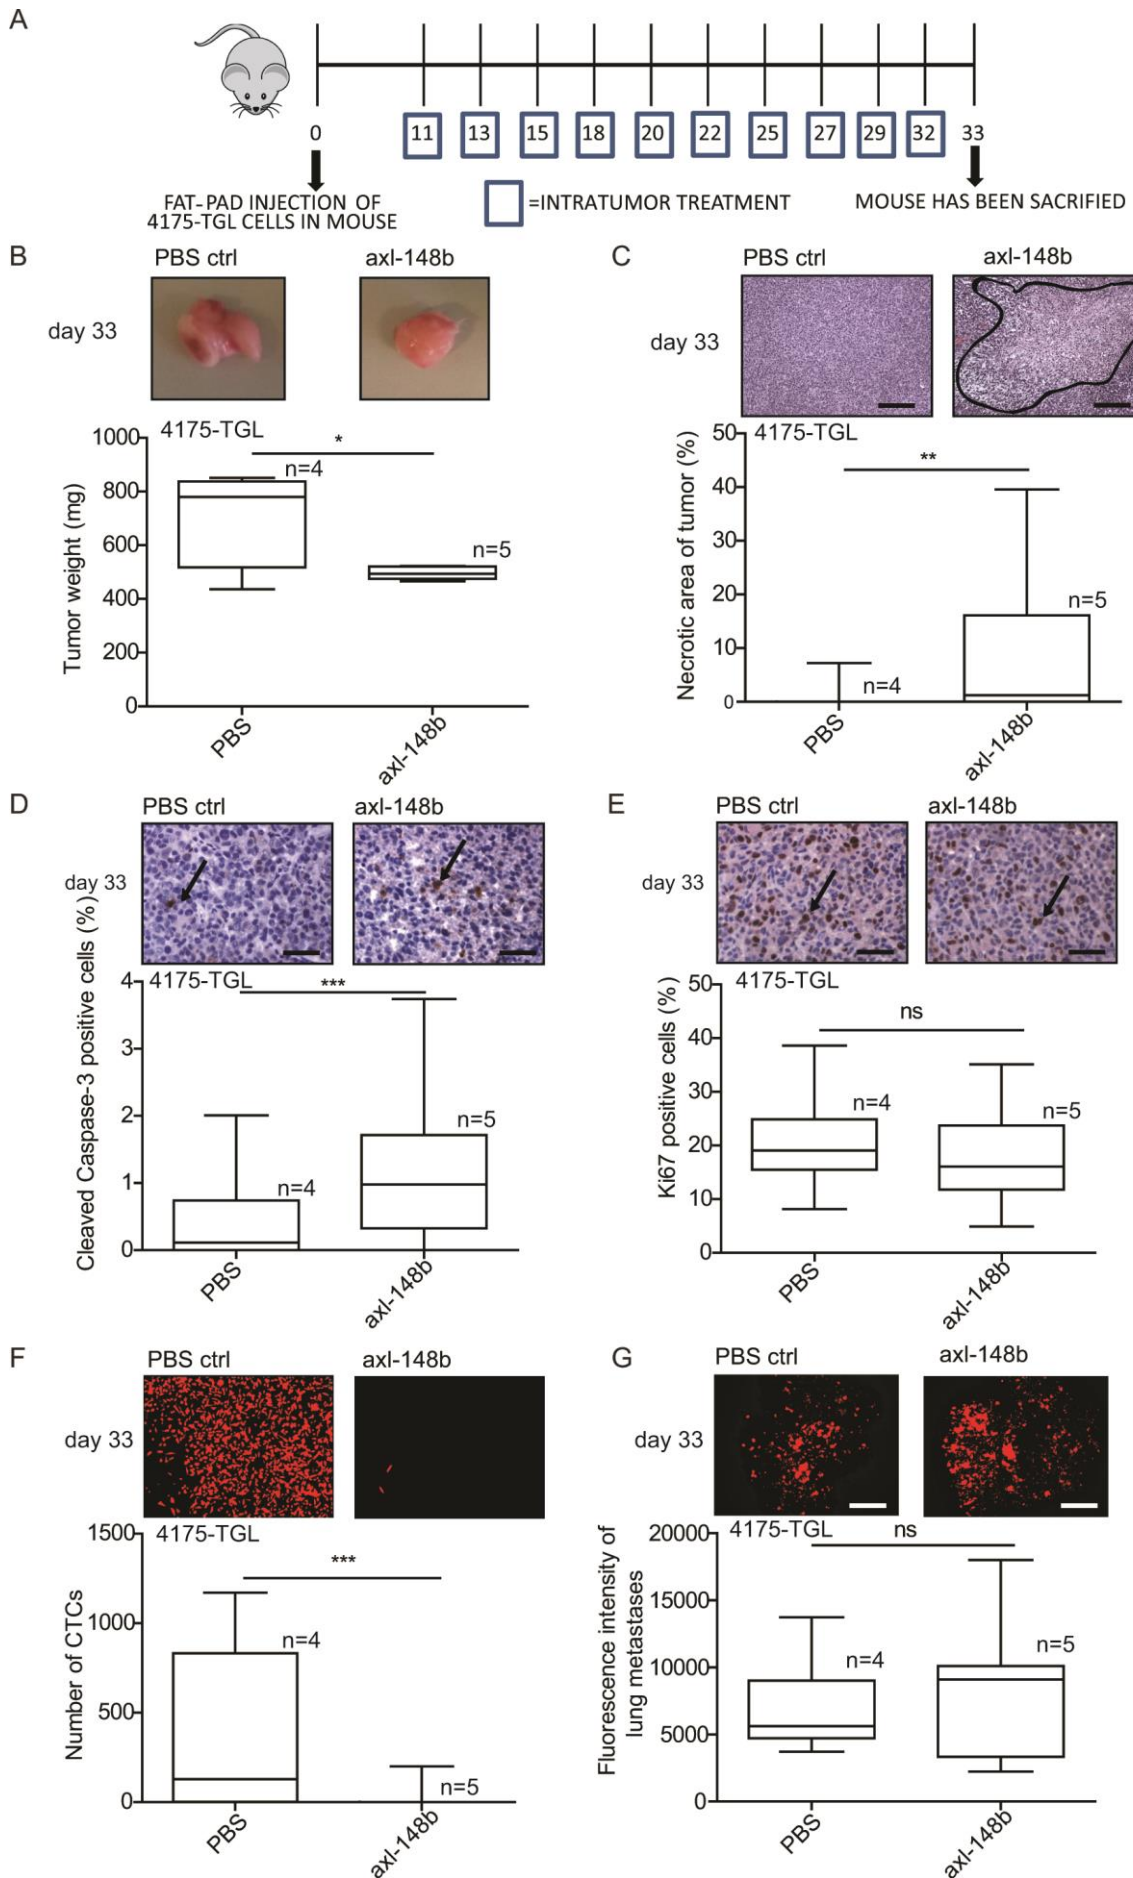 A
0
11
13
15
18
20
22
25
27
29
32
33
FAT-PAD INJECTION OF
4175-TGL CELLS IN MOUSE
=INTRATUMOR TREATMENT
MOUSE HAS BEEN SACRIFIED
B
PBS ctrl
axl-148b
day 33
4175-TGL
*
n=4
n=5
Tumor weight (mg)
1000
800
600
400
200
0
PBS
axl-148b
C
PBS ctrl
axl-148b
day 33
4175-TGL
**
n=4
n=5
Necrotic area of tumor (%)
50
40
30
20
10
0
PBS
axl-148b
D
PBS ctrl
axl-148b
day 33
4175-TGL
***
n=4
n=5
Cleaved Caspase-3 positive cells (%)
4
3
2
1
0
PBS
axl-148b
E
PBS ctrl
axl-148b
day 33
4175-TGL
ns
n=4
n=5
Ki67 positive cells (%)
50
40
30
20
10
0
PBS
axl-148b
F
PBS ctrl
axl-148b
day 33
4175-TGL
***
n=4
n=5
Number of CTCs
1500
1000
500
0
PBS
axl-148b
G
PBS ctrl
axl-148b
day 33
4175-TGL
ns
n=4
n=5
Fluorescence intensity of
lung metastases
20000
15000
10000
5000
0
PBS
axl-148b